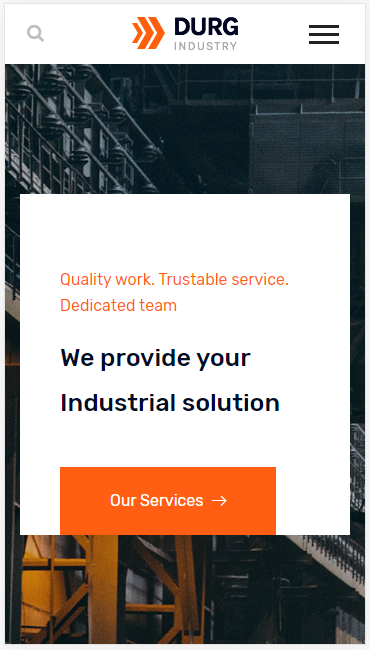 DURG
INDUSTRY
Quality work. Trustable service.
Dedicated team
We provide your
Industrial solution
Our Services →